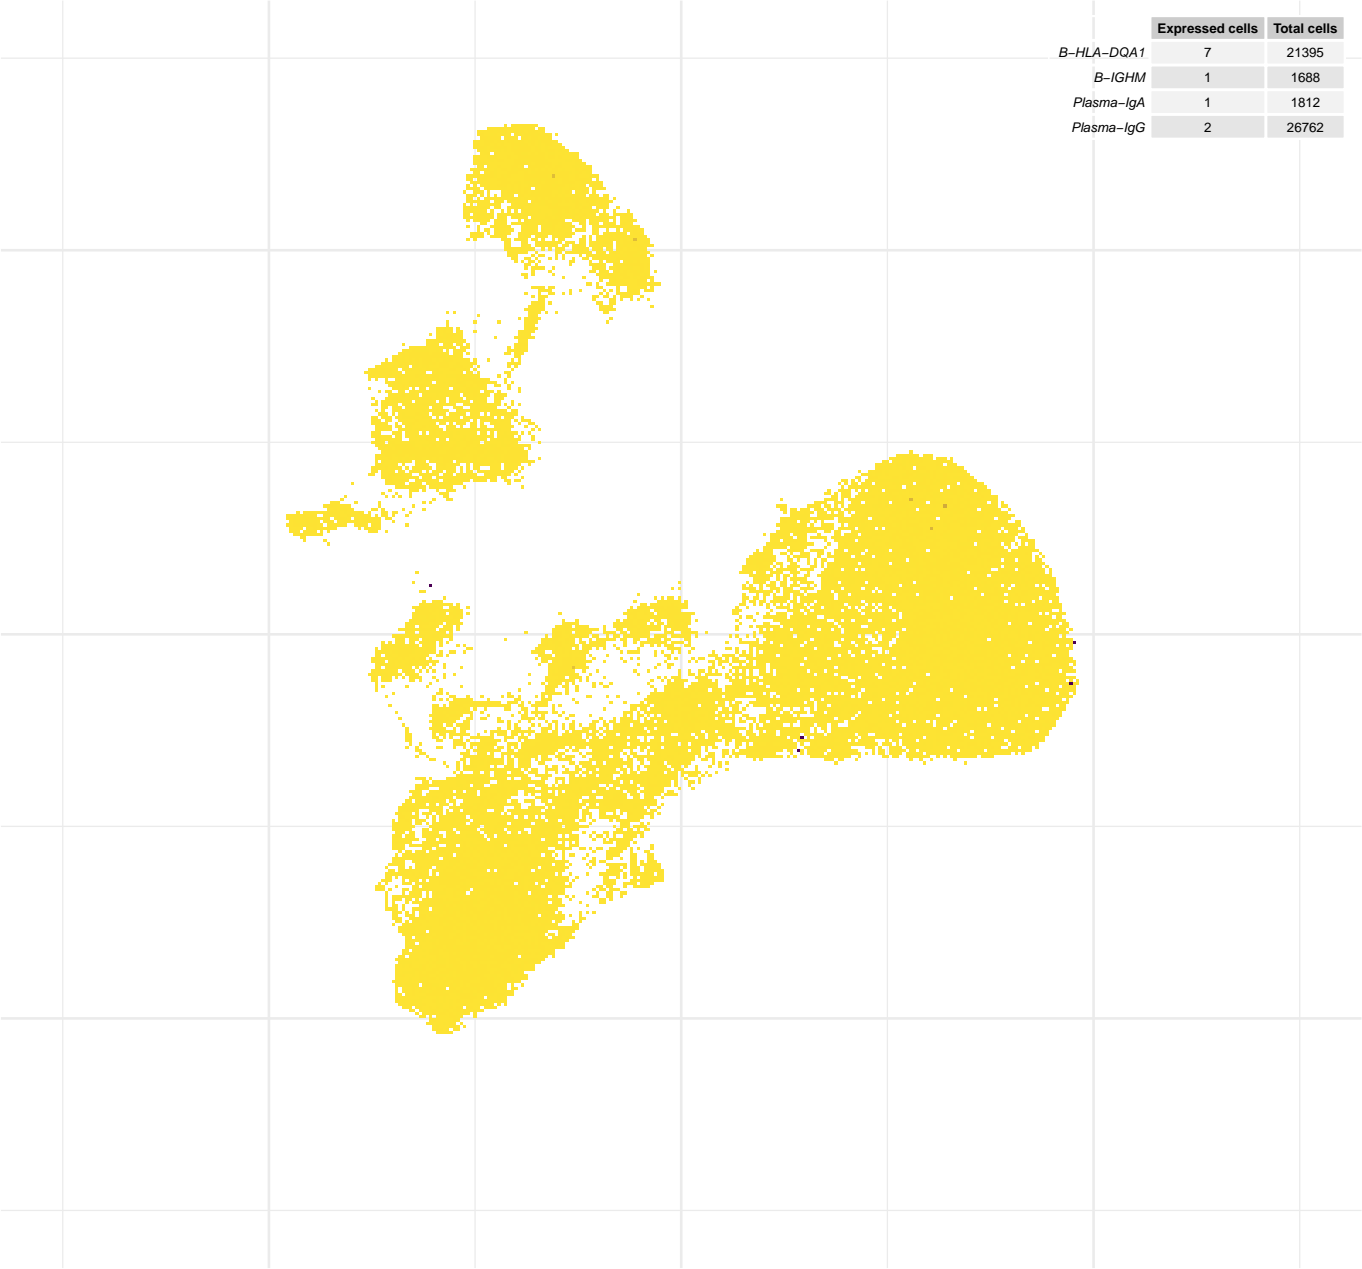 Expressed cells Total cells
B−HLA−DQA1 7 21395
B−IGHM 1 1688
Plasma−IgA 1 1812
Plasma−IgG 2 26762